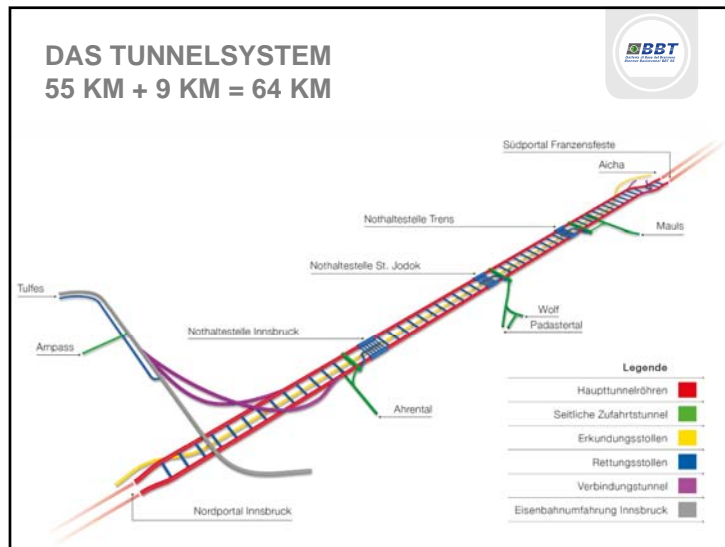 DAS TUNNELSYSTEM
55 KM + 9 KM = 64 KM
BBT
Südportal Franzensfeste
Aicha
Nothaltestelle Trens
Mauls
Nothaltestelle St. Jodok
Tulfes
Wolf
Padastertal
Nothaltestelle Innsbruck
Ampass
Ahrental
Nordportal Innsbruck
Legende
Haupttunnelröhren
Seitliche Zufahrtstunnel
Erkundungsstollen
Rettungsstollen
Verbindungstunnel
Eisenbahnumfahrung Innsbruck